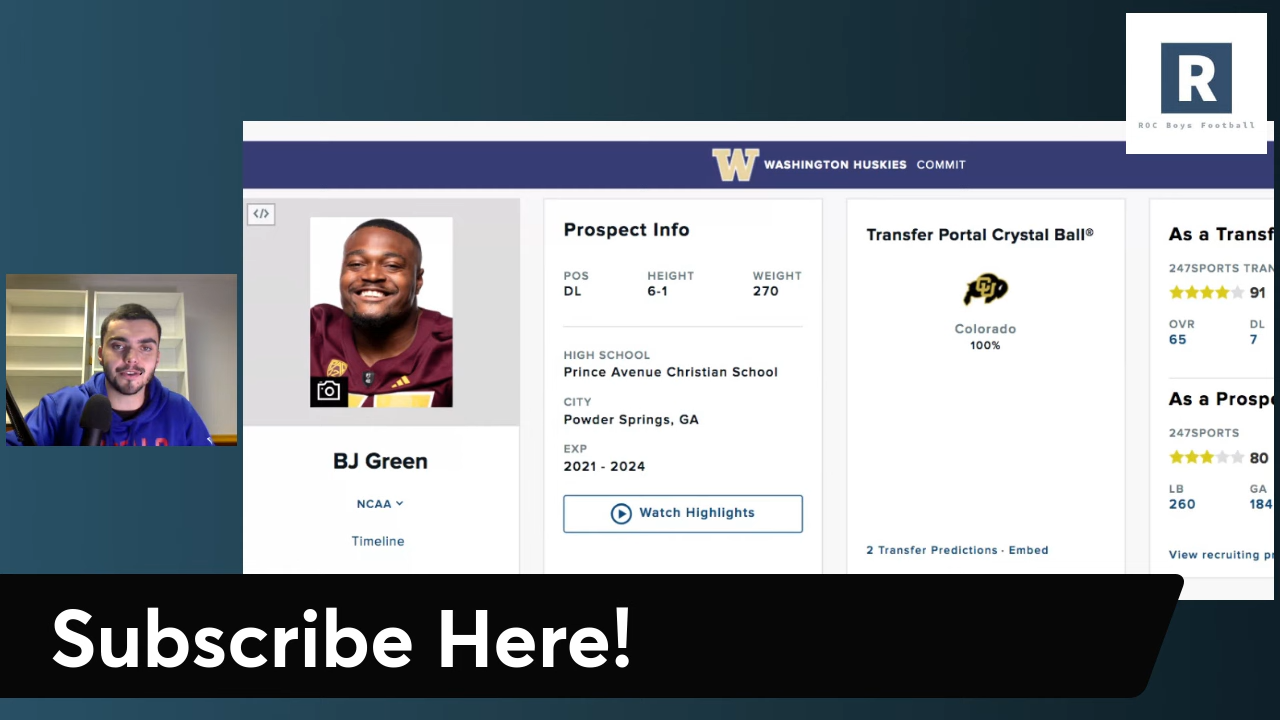 R
ROC Boys Football
W
WASHINGTON HUSKIES COMMIT
</>
BJ Green
NCAA
Timeline
Prospect Info
POS HEIGHT WEIGHT
DL 6-1 270
HIGH SCHOOL
Prince Avenue Christian School
CITY
Powder Springs, GA
EXP
2021 - 2024
Watch Highlights
Transfer Portal Crystal Ball®
CU
Colorado
100%
2 Transfer Predictions · Embed
As a Transf
247SPORTS TRAN
91
OVR DL
65 7
As a Prospe
247SPORTS
80
LB GA
260 184
View recruiting pr
Subscribe Here!